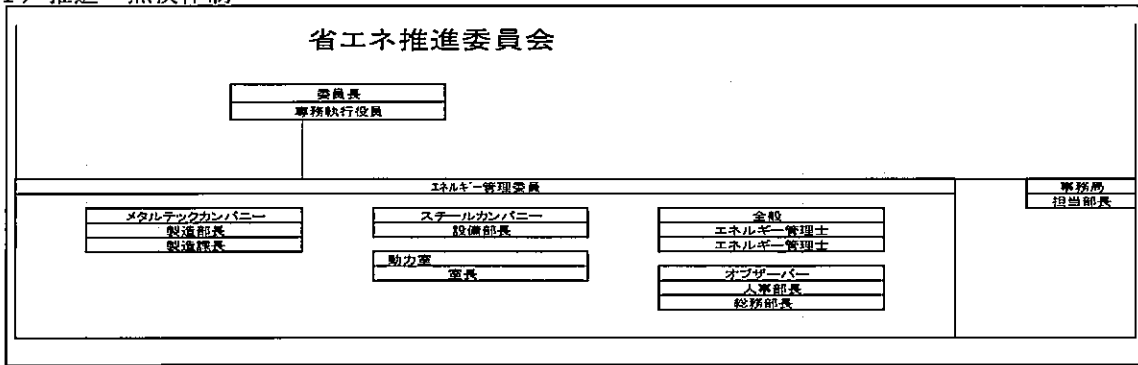 省エネ推進委員会
委員長
専務執行役員
エネルギー管理委員
事務局
担当部長
メタルテックカンパニー
製造部長
製造課長
スチールカンパニー
設備部長
動力室
室長
全般
エネルギー管理士
エネルギー管理士
オブザーバー
人事部長
総務部長